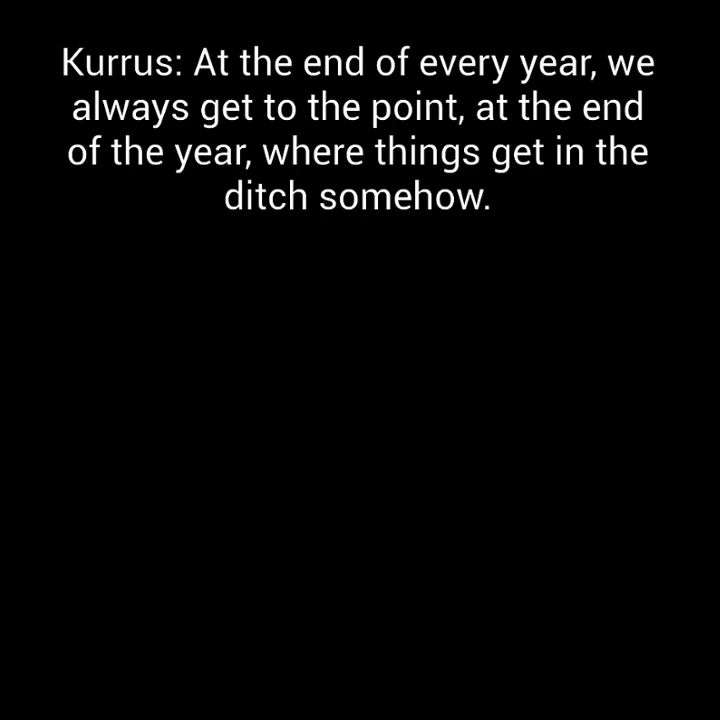 Kurrus: At the end of every year, we
always get to the point, at the end
of the year, where things get in the
ditch somehow.